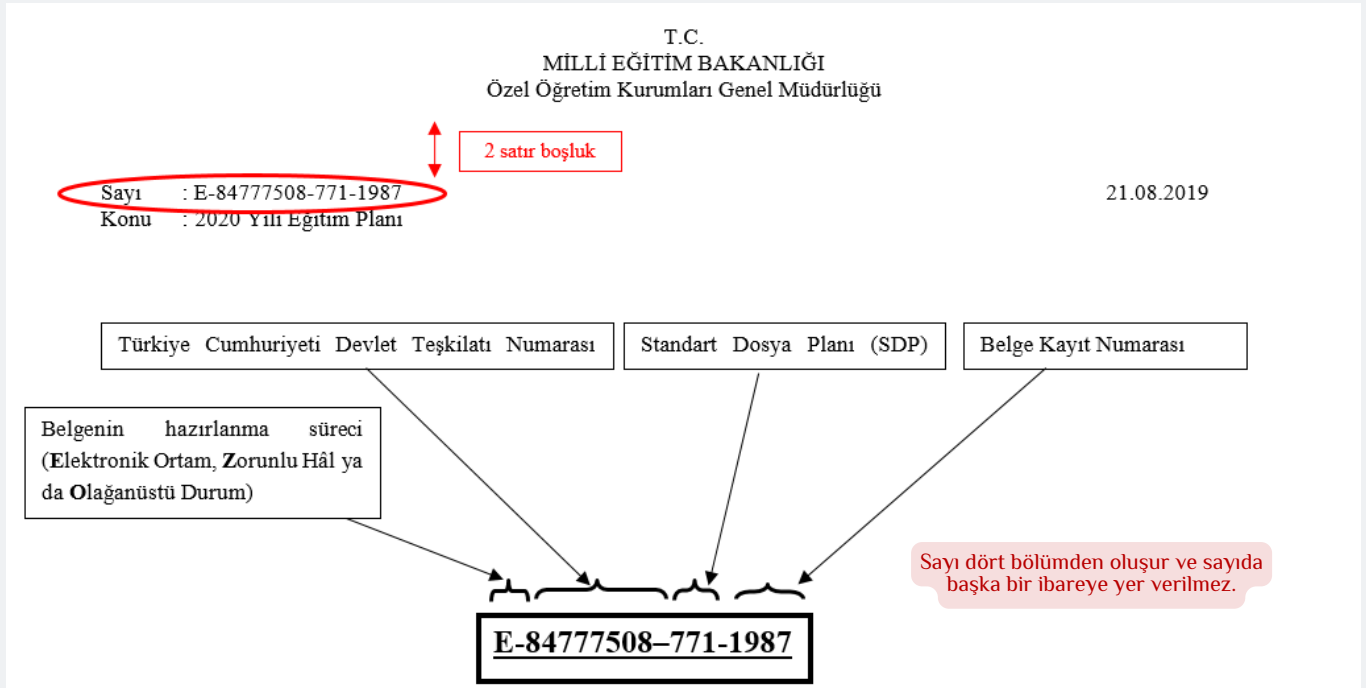 T.C.
MİLLİ EĞİTİM BAKANLIĞI
Özel Öğretim Kurumları Genel Müdürlüğü
2 satır boşluk
Sayı : E-84777508-771-1987 21.08.2019
Konu : 2020 Yılı Eğitim Planı
Türkiye Cumhuriyeti Devlet Teşkilatı Numarası
Standart Dosya Planı (SDP)
Belge Kayıt Numarası
Belgenin hazırlanma süreci
(Elektronik Ortam, Zorunlu Hâl ya
da Olağanüstü Durum)
Sayı dört bölümden oluşur ve sayıda
başka bir ibareye yer verilmez.
E-84777508–771-1987